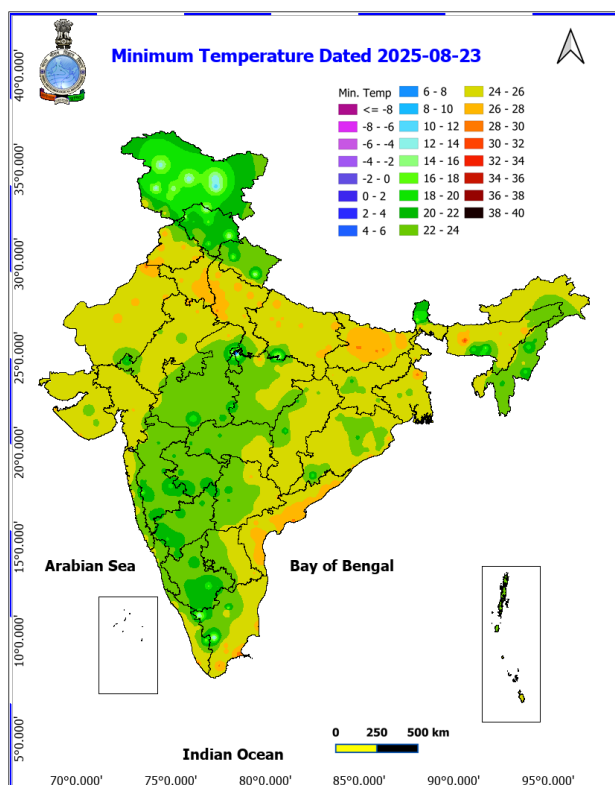 Minimum Temperature Dated 2025-08-23
Min. Temp
<= -8
-8 - -6
-6 - -4
-4 - -2
-2 - 0
0 - 2
2 - 4
4 - 6
6 - 8
8 - 10
10 - 12
12 - 14
14 - 16
16 - 18
18 - 20
20 - 22
22 - 24
24 - 26
26 - 28
28 - 30
30 - 32
32 - 34
34 - 36
36 - 38
38 - 40
40°0.000'
35°0.000'
30°0.000'
25°0.000'
20°0.000'
15°0.000'
10°0.000'
5°0.000'
Arabian Sea
Bay of Bengal
Indian Ocean
0 250 500 km
70°0.000' 75°0.000' 80°0.000' 85°0.000' 90°0.000' 95°0.000'